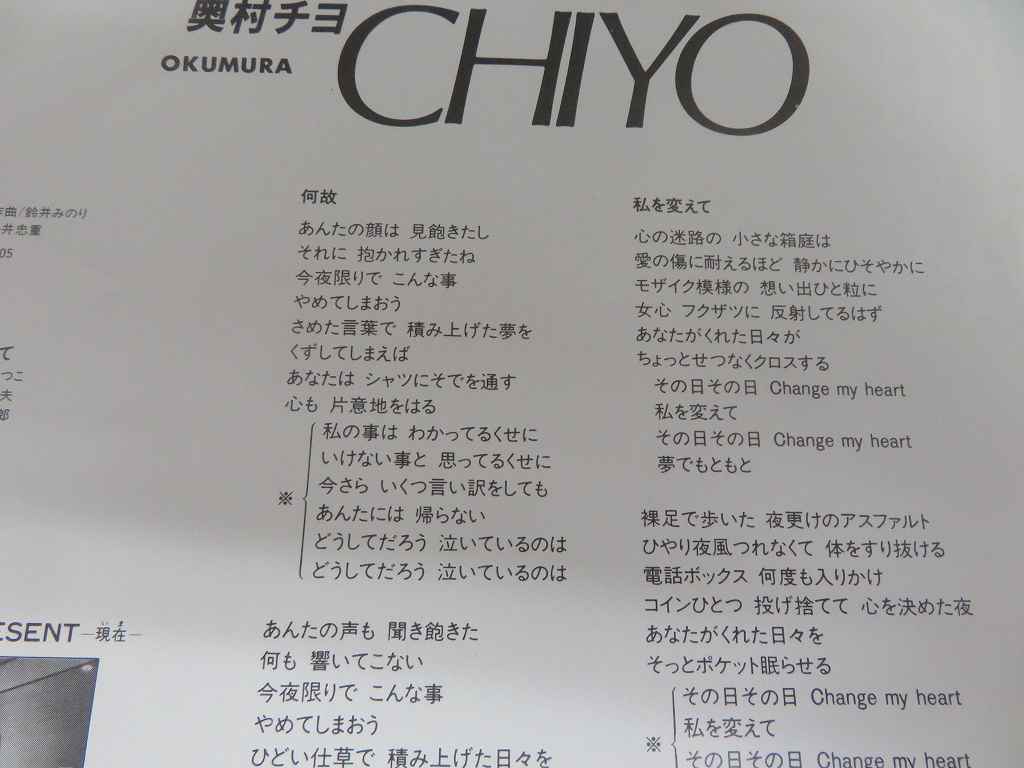 奥村チヨ
OKUMURA
CHIYO
作曲/鈴井みのり
井忠重
05
て
つこ
夫
郎
ESENT—現在—
いま
何故
あんたの顔は 見飽きたし
それに 抱かれすぎたね
今夜限りで こんな事
やめてしまおう
さめた言葉で 積み上げた夢を
くずしてしまえば
あなたは シャツにそでを通す
心も 片意地をはる
※
私の事は わかってるくせに
いけない事と 思ってるくせに
今さら いくつ言い訳をしても
あんたには 帰らない
どうしてだろう 泣いているのは
どうしてだろう 泣いているのは
あんたの声も 聞き飽きた
何も 響いてこない
今夜限りで こんな事
やめてしまおう
ひどい仕草で 積み上げた日々を
私を変えて
心の迷路の 小さな箱庭は
愛の傷に耐えるほど 静かにひそやかに
モザイク模様の 想い出ひと粒に
女心 フクザツに 反射してるはず
あなたがくれた日々が
ちょっとせつなくクロスする
その日その日 Change my heart
私を変えて
その日その日 Change my heart
夢でもともと
裸足で歩いた 夜更けのアスファルト
ひやり夜風つれなくて 体をすり抜ける
電話ボックス 何度も入りかけ
コインひとつ 投げ捨てて 心を決めた夜
あなたがくれた日々を
そっとポケット眠らせる
※
その日その日 Change my heart
私を変えて
その日その日 Change my heart